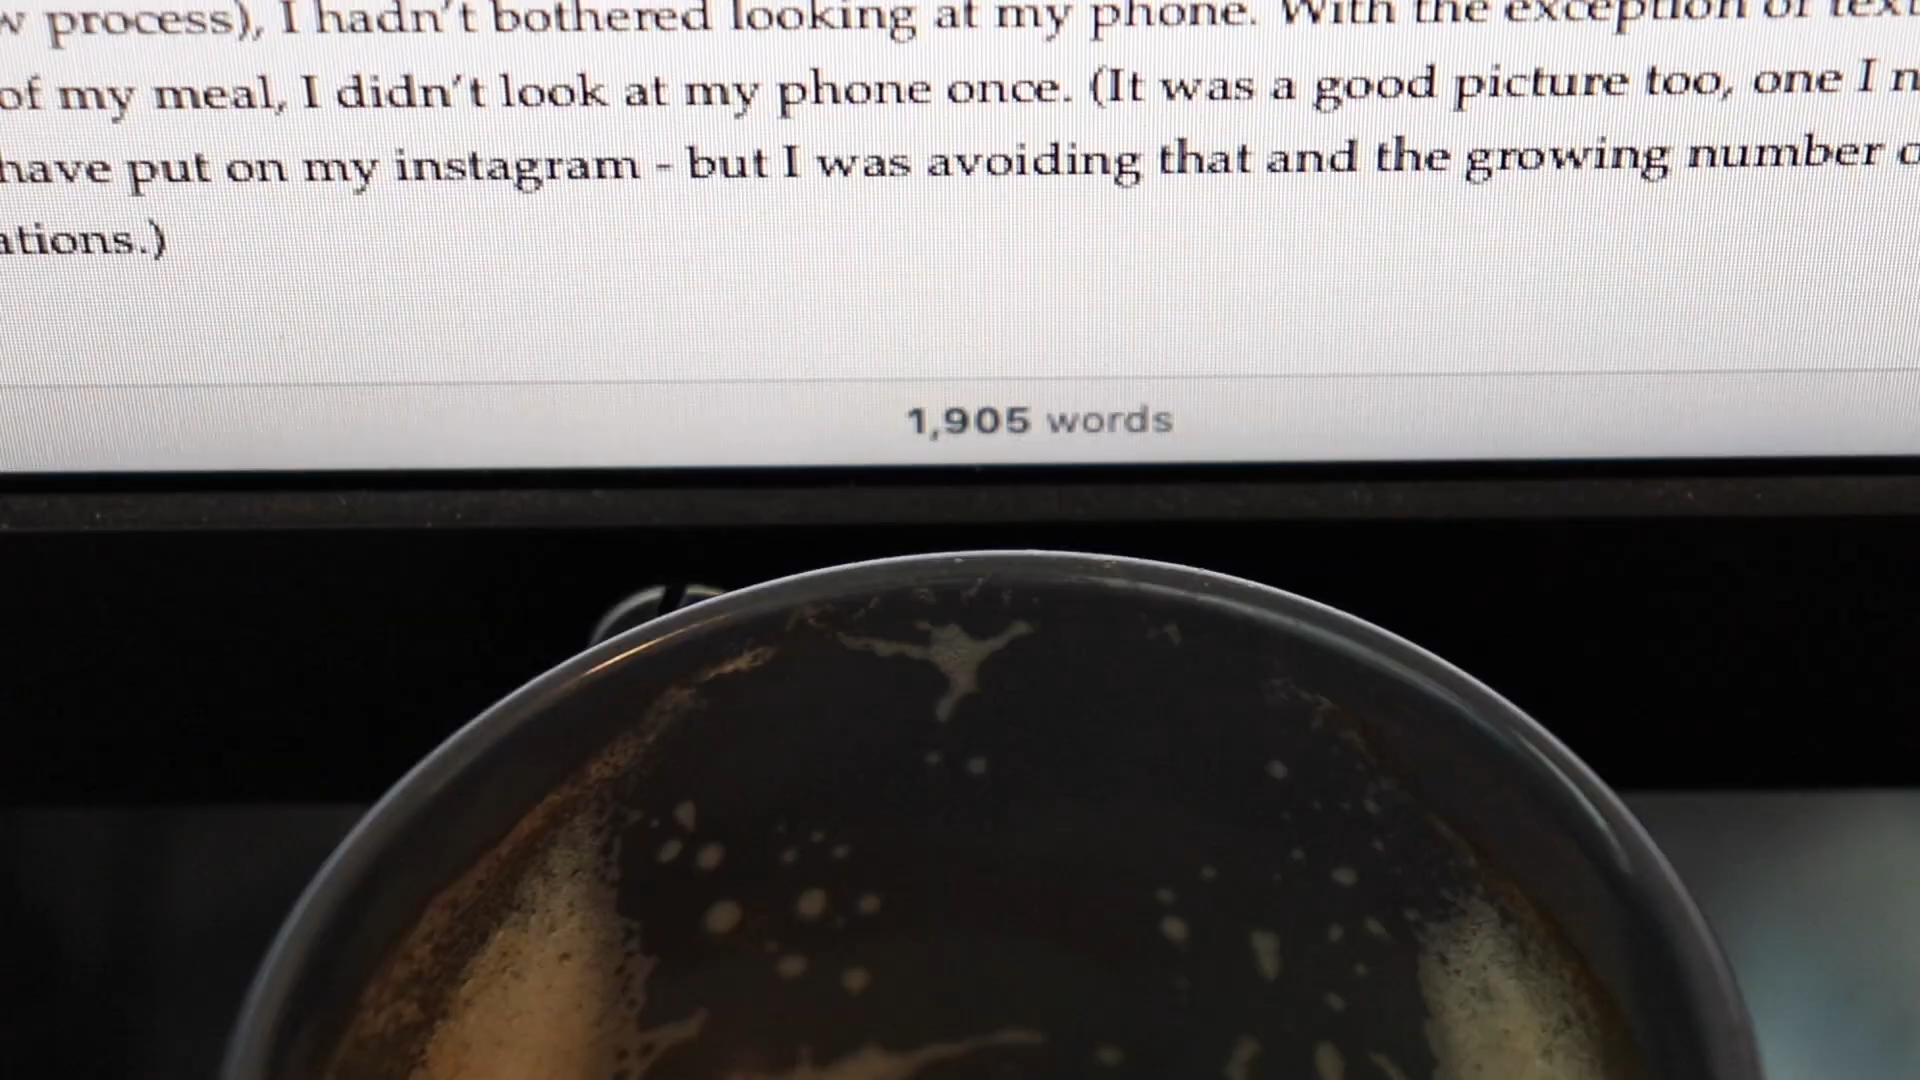 process), I hadn't bothered looking at my phone. With the exception of
of my meal, I didn't look at my phone once. (It was a good picture too, one I
have put on my instagram - but I was avoiding that and the growing number
ations.)
1,905 words